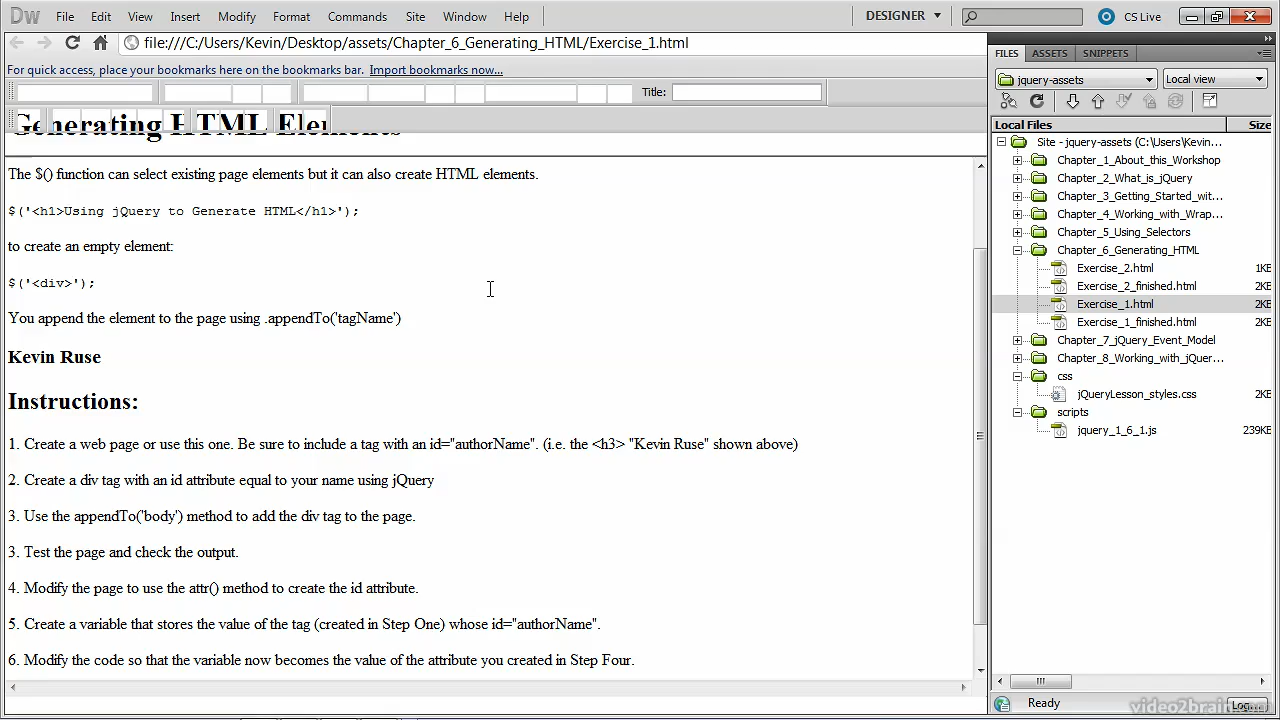 Dw File Edit View Insert Modify Format Commands Site Window Help DESIGNER CS Live
file:///C:/Users/Kevin/Desktop/assets/Chapter_6_Generating_HTML/Exercise_1.html
For quick access, place your bookmarks here on the bookmarks bar. Import bookmarks now...
Title:
Generating HTML Elements
The $() function can select existing page elements but it can also create HTML elements.
$('<h1>Using jQuery to Generate HTML</h1>');
to create an empty element:
$('<div>');
You append the element to the page using .appendTo('tagName')
Kevin Ruse
Instructions:
1. Create a web page or use this one. Be sure to include a tag with an id="authorName". (i.e. the <h3> "Kevin Ruse" shown above)
2. Create a div tag with an id attribute equal to your name using jQuery
3. Use the appendTo('body') method to add the div tag to the page.
3. Test the page and check the output.
4. Modify the page to use the attr() method to create the id attribute.
5. Create a variable that stores the value of the tag (created in Step One) whose id="authorName".
6. Modify the code so that the variable now becomes the value of the attribute you created in Step Four.
FILES ASSETS SNIPPETS
jquery-assets Local view
Local Files Size
Site - jquery-assets (C:\Users\Kevin...
Chapter_1_About_this_Workshop
Chapter_2_What_is_jQuery
Chapter_3_Getting_Started_wit...
Chapter_4_Working_with_Wrap...
Chapter_5_Using_Selectors
Chapter_6_Generating_HTML
Exercise_2.html 1KB
Exercise_2_finished.html 2KB
Exercise_1.html 2KB
Exercise_1_finished.html 2KB
Chapter_7_jQuery_Event_Model
Chapter_8_Working_with_jQuer...
css
jQueryLesson_styles.css 2KB
scripts
jquery_1_6_1.js 239KB
Ready Log...
video2brain.com